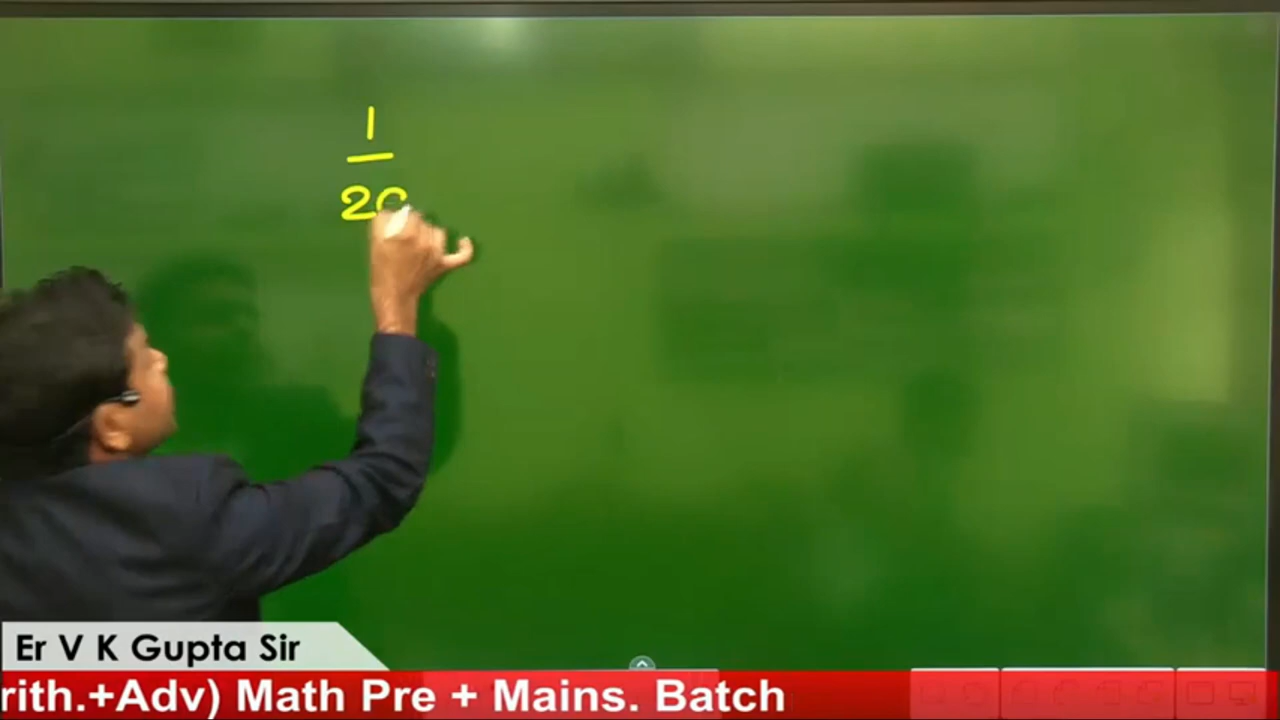 1
2
Er V K Gupta Sir
rith.+Adv) Math Pre + Mains. Batch